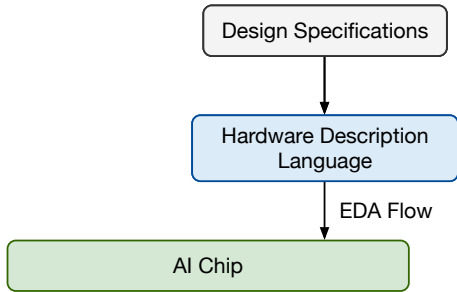 Design Specifications
Hardware Description
Language
EDA Flow
AI Chip